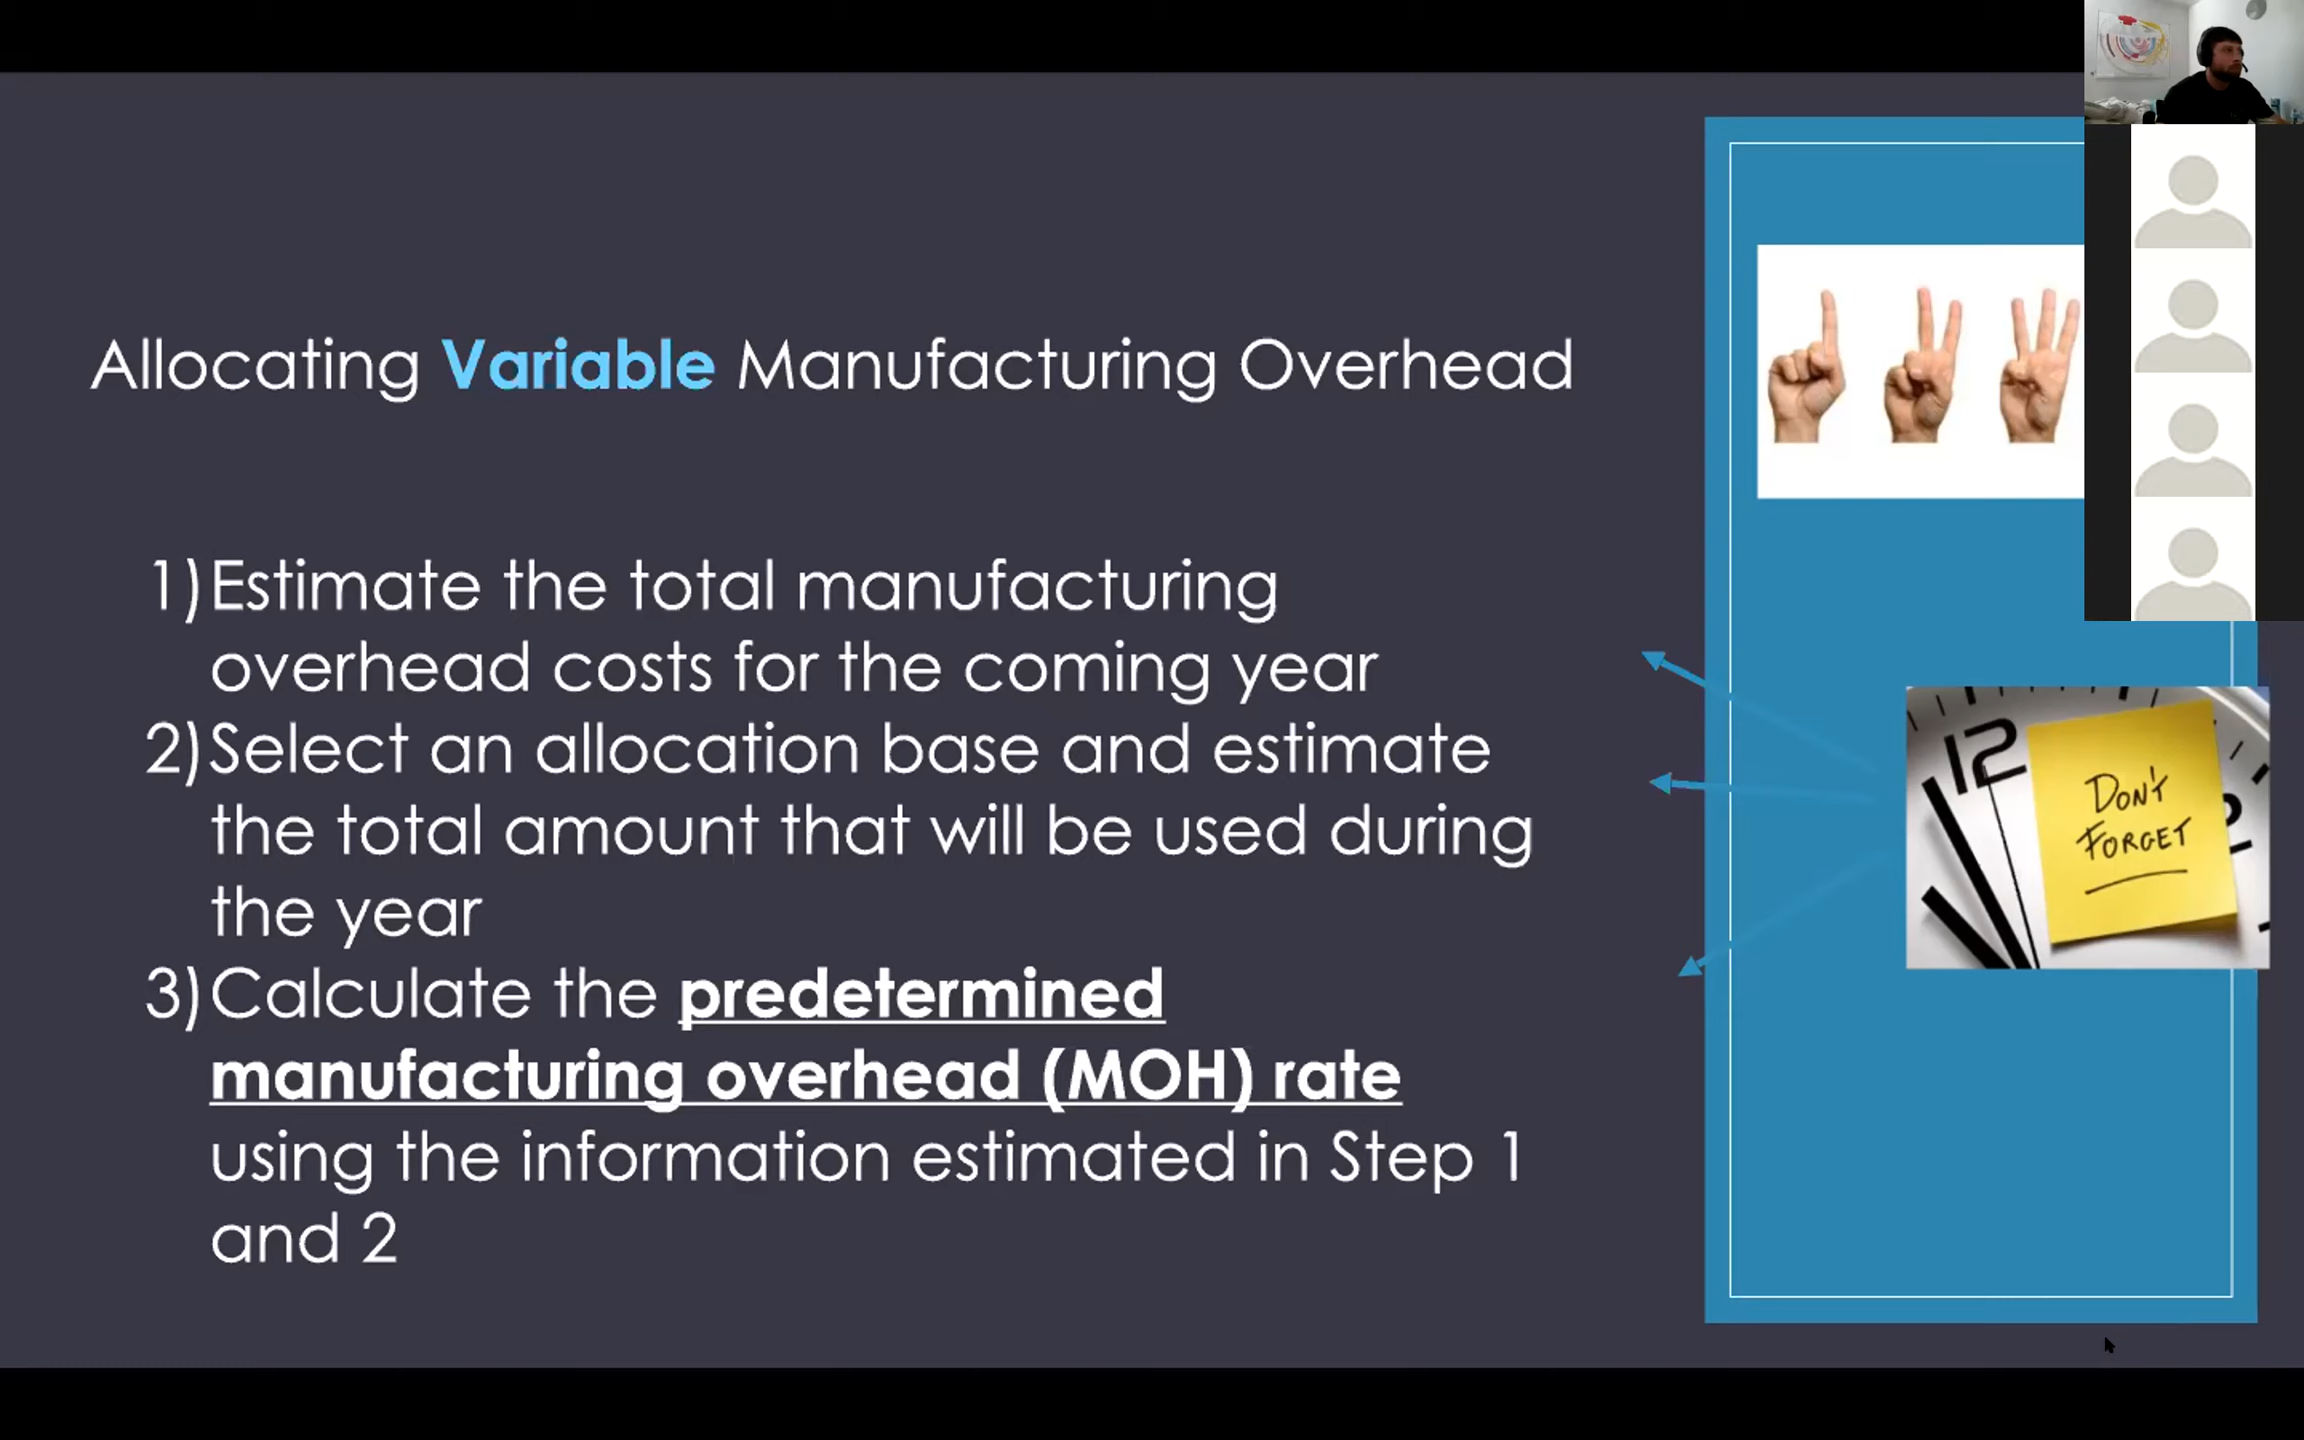 Allocating Variable Manufacturing Overhead
1) Estimate the total manufacturing
overhead costs for the coming year
2) Select an allocation base and estimate
the total amount that will be used during
the year
3) Calculate the predetermined
manufacturing overhead (MOH) rate
using the information estimated in Step 1
and 2
12
DON'T
FORGET
2